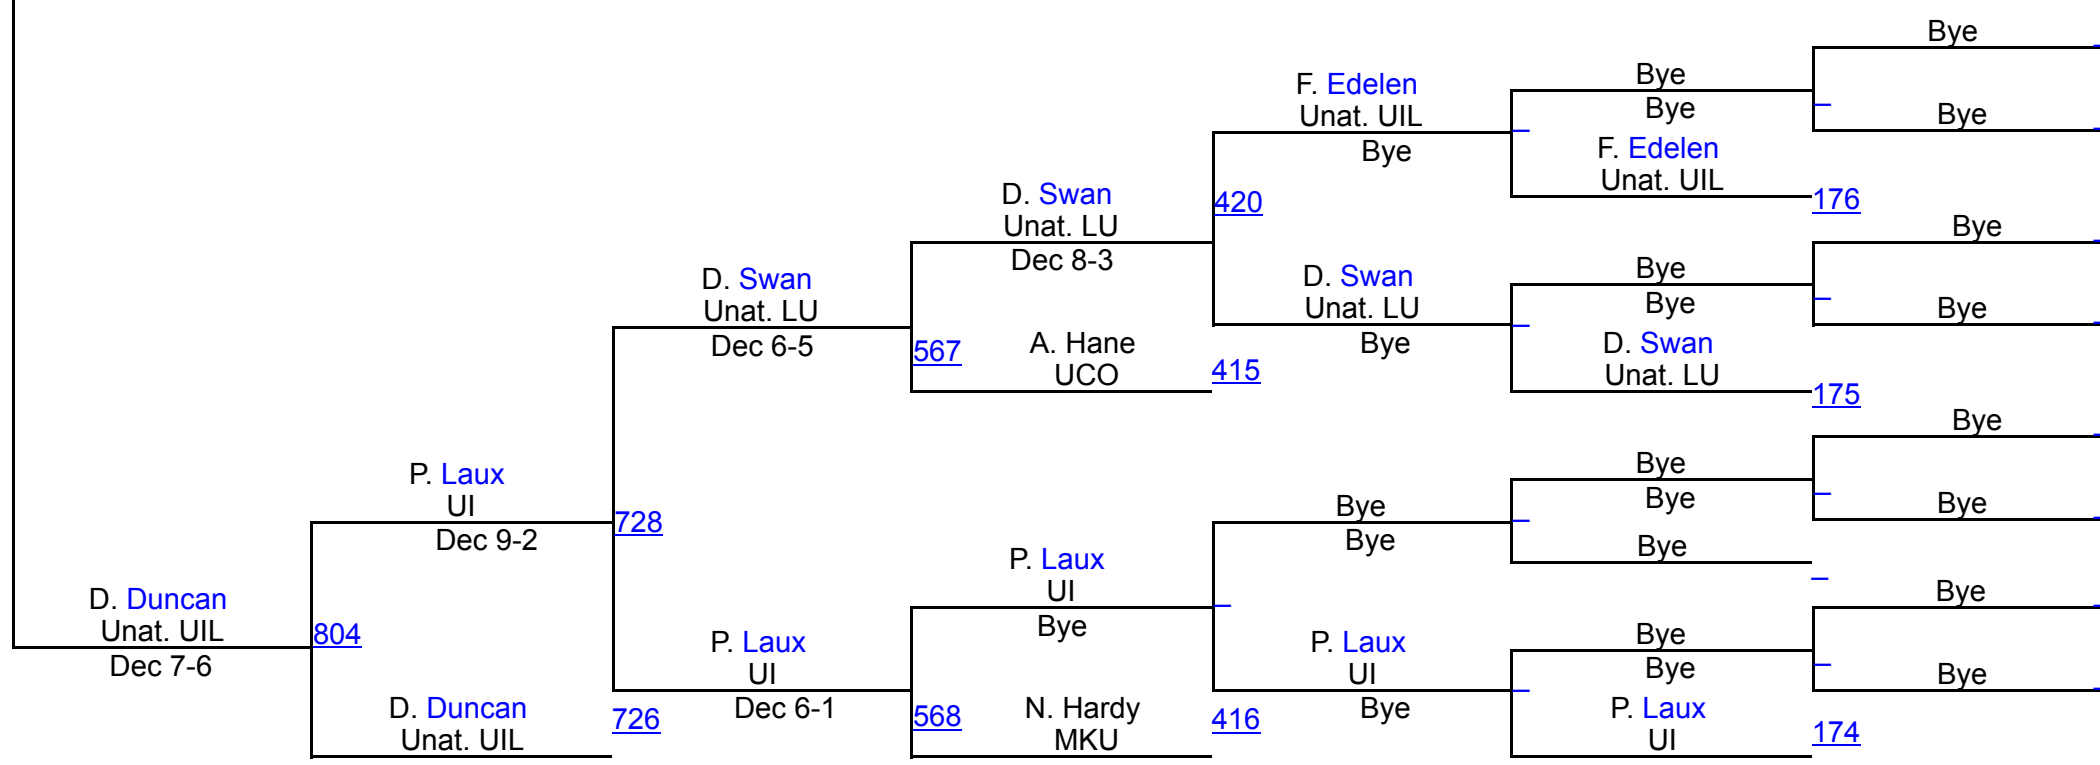 Bye
Bye
Bye
Bye
F. Edelen
Unat. UIL
Bye
F. Edelen
Unat. UIL
176
D. Swan
Unat. LU
Dec 8-3
420
Bye
Bye
Bye
Bye
D. Swan
Unat. LU
Bye
D. Swan
Unat. LU
175
D. Swan
Unat. LU
Dec 6-5
567
A. Hane
UCO
415
Bye
Bye
Bye
Bye
Bye
Bye
Bye
P. Laux
UI
Dec 9-2
728
P. Laux
UI
Bye
Bye
Bye
Bye
Bye
P. Laux
UI
Bye
P. Laux
UI
174
D. Duncan
Unat. UIL
Dec 7-6
804
P. Laux
UI
Dec 6-1
568
N. Hardy
MKU
416
D. Duncan
Unat. UIL
726